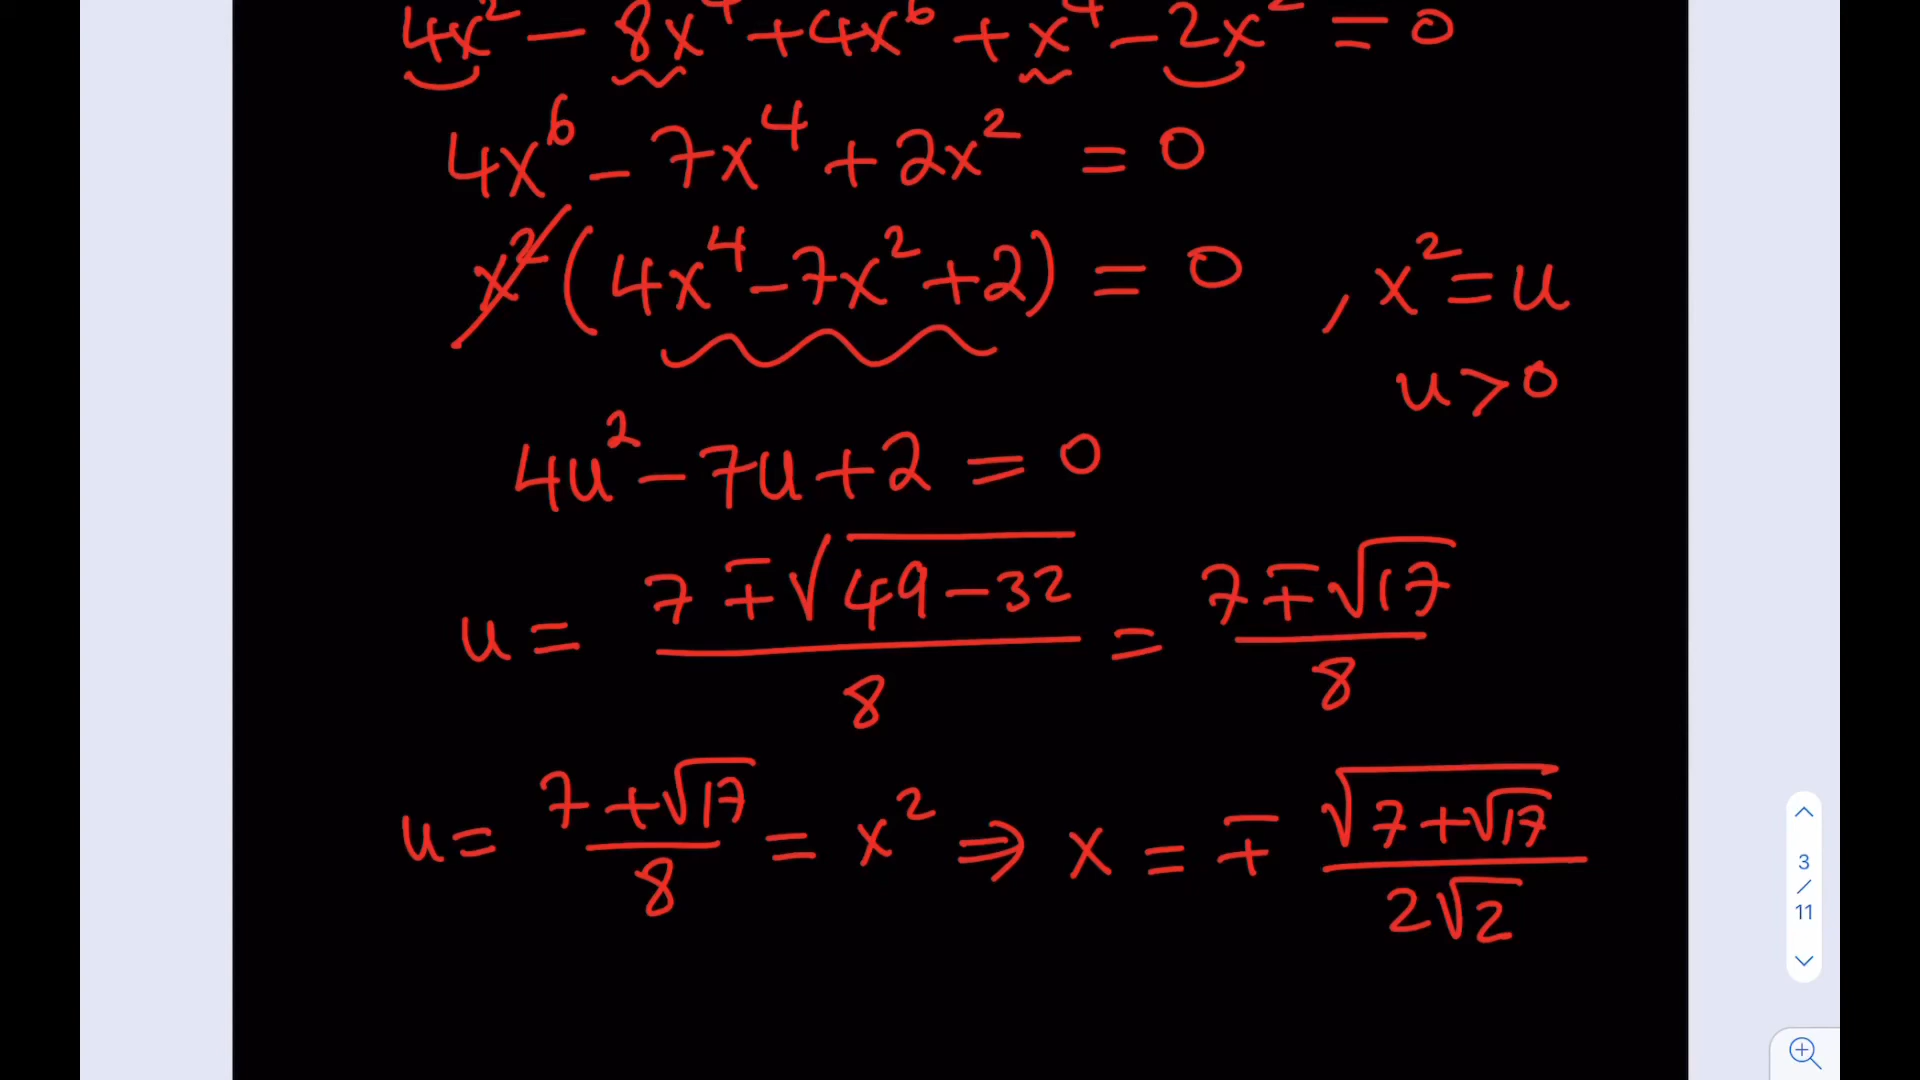 4x² - 8x⁴ + 4x⁶ + x⁴ - 2x² = 0
4x⁶ - 7x⁴ + 2x² = 0
x² (4x⁴ - 7x² + 2) = 0 , x² = u
u > 0
4u² - 7u + 2 = 0
u = (7 ∓ √(49 - 32))/8 = (7 ∓ √17)/8
u = (7 + √17)/8 = x² ⇒ x = ∓ √(7 + √17)/(2√2)
3
/
11